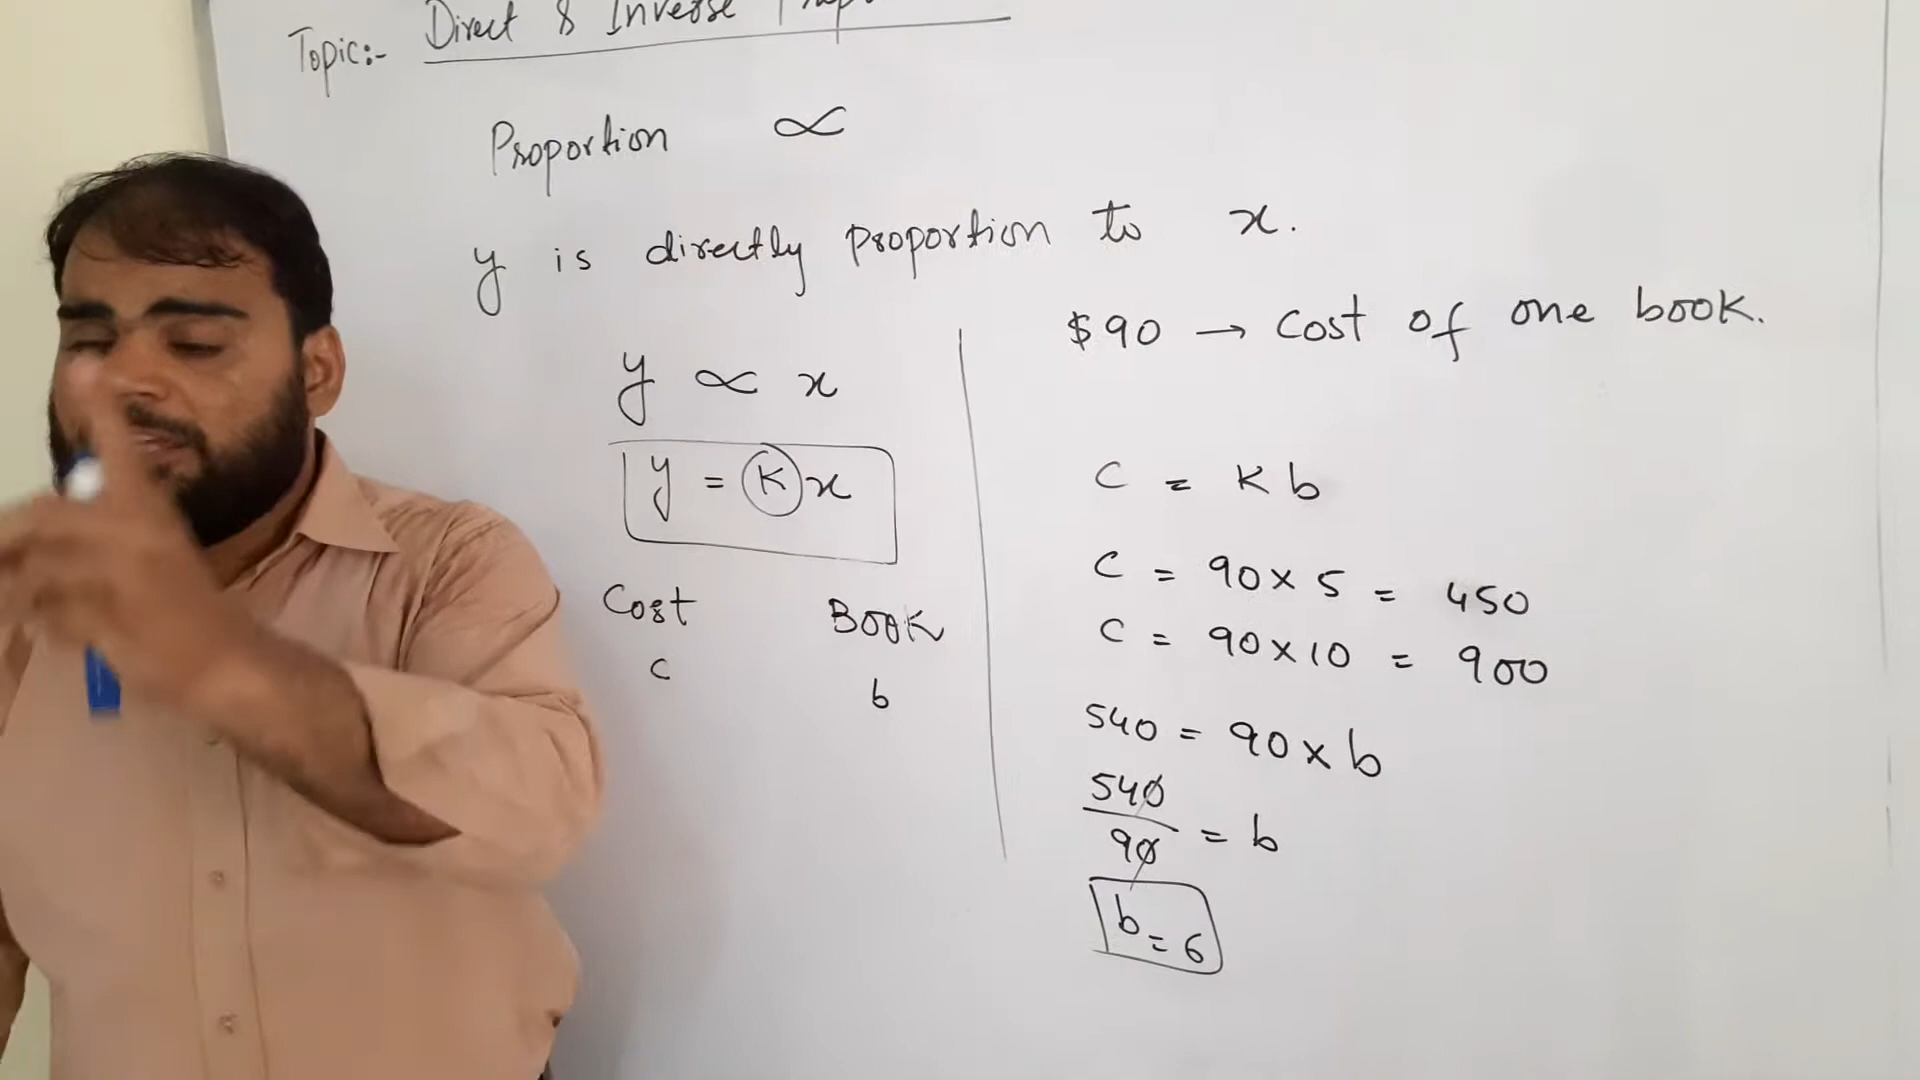 Topic:- Direct & Inverse
Proportion ∝
y is directly proportion to x.
y ∝ x
y = K x
Cost Book
c b
$90 → Cost of one book.
C = K b
C = 90 × 5 = 450
C = 90 × 10 = 900
540 = 90 × b
540
90 = b
b = 6